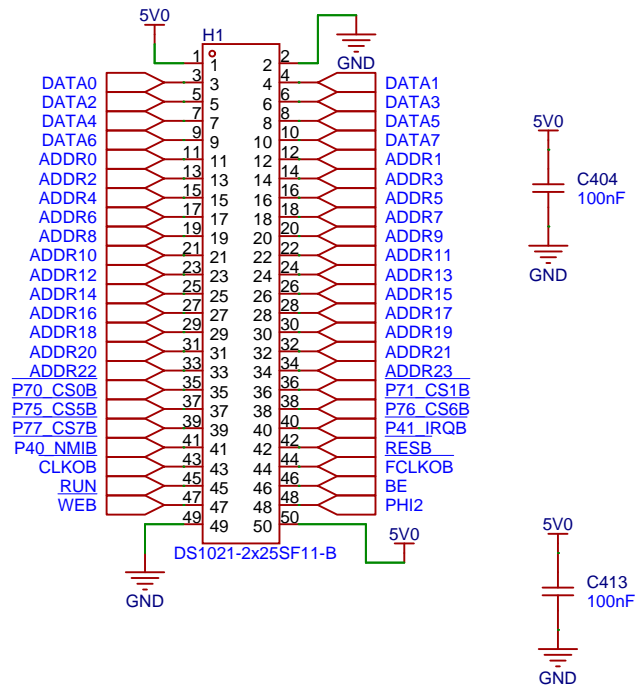 5V0
H1
GND
1 1 2 2
DATA0 3 3 4 4 DATA1
DATA2 5 5 6 6 DATA3
DATA4 7 7 8 8 DATA5
DATA6 9 9 10 10 DATA7
ADDR0 11 11 12 12 ADDR1
ADDR2 13 13 14 14 ADDR3
ADDR4 15 15 16 16 ADDR5
ADDR6 17 17 18 18 ADDR7
ADDR8 19 19 20 20 ADDR9
ADDR10 21 21 22 22 ADDR11
ADDR12 23 23 24 24 ADDR13
ADDR14 25 25 26 26 ADDR15
ADDR16 27 27 28 28 ADDR17
ADDR18 29 29 30 30 ADDR19
ADDR20 31 31 32 32 ADDR21
ADDR22 33 33 34 34 ADDR23
P70_CS0B 35 35 36 36 P71_CS1B
P75_CS5B 37 37 38 38 P76_CS6B
P77_CS7B 39 39 40 40 P41_IRQB
P40_NMIB 41 41 42 42 RESB
CLKOB 43 43 44 44 FCLKOB
RUN 45 45 46 46 BE
WEB 47 47 48 48 PHI2
49 49 50 50
DS1021-2x25SF11-B
5V0
GND
5V0
C404
100nF
GND
5V0
C413
100nF
GND